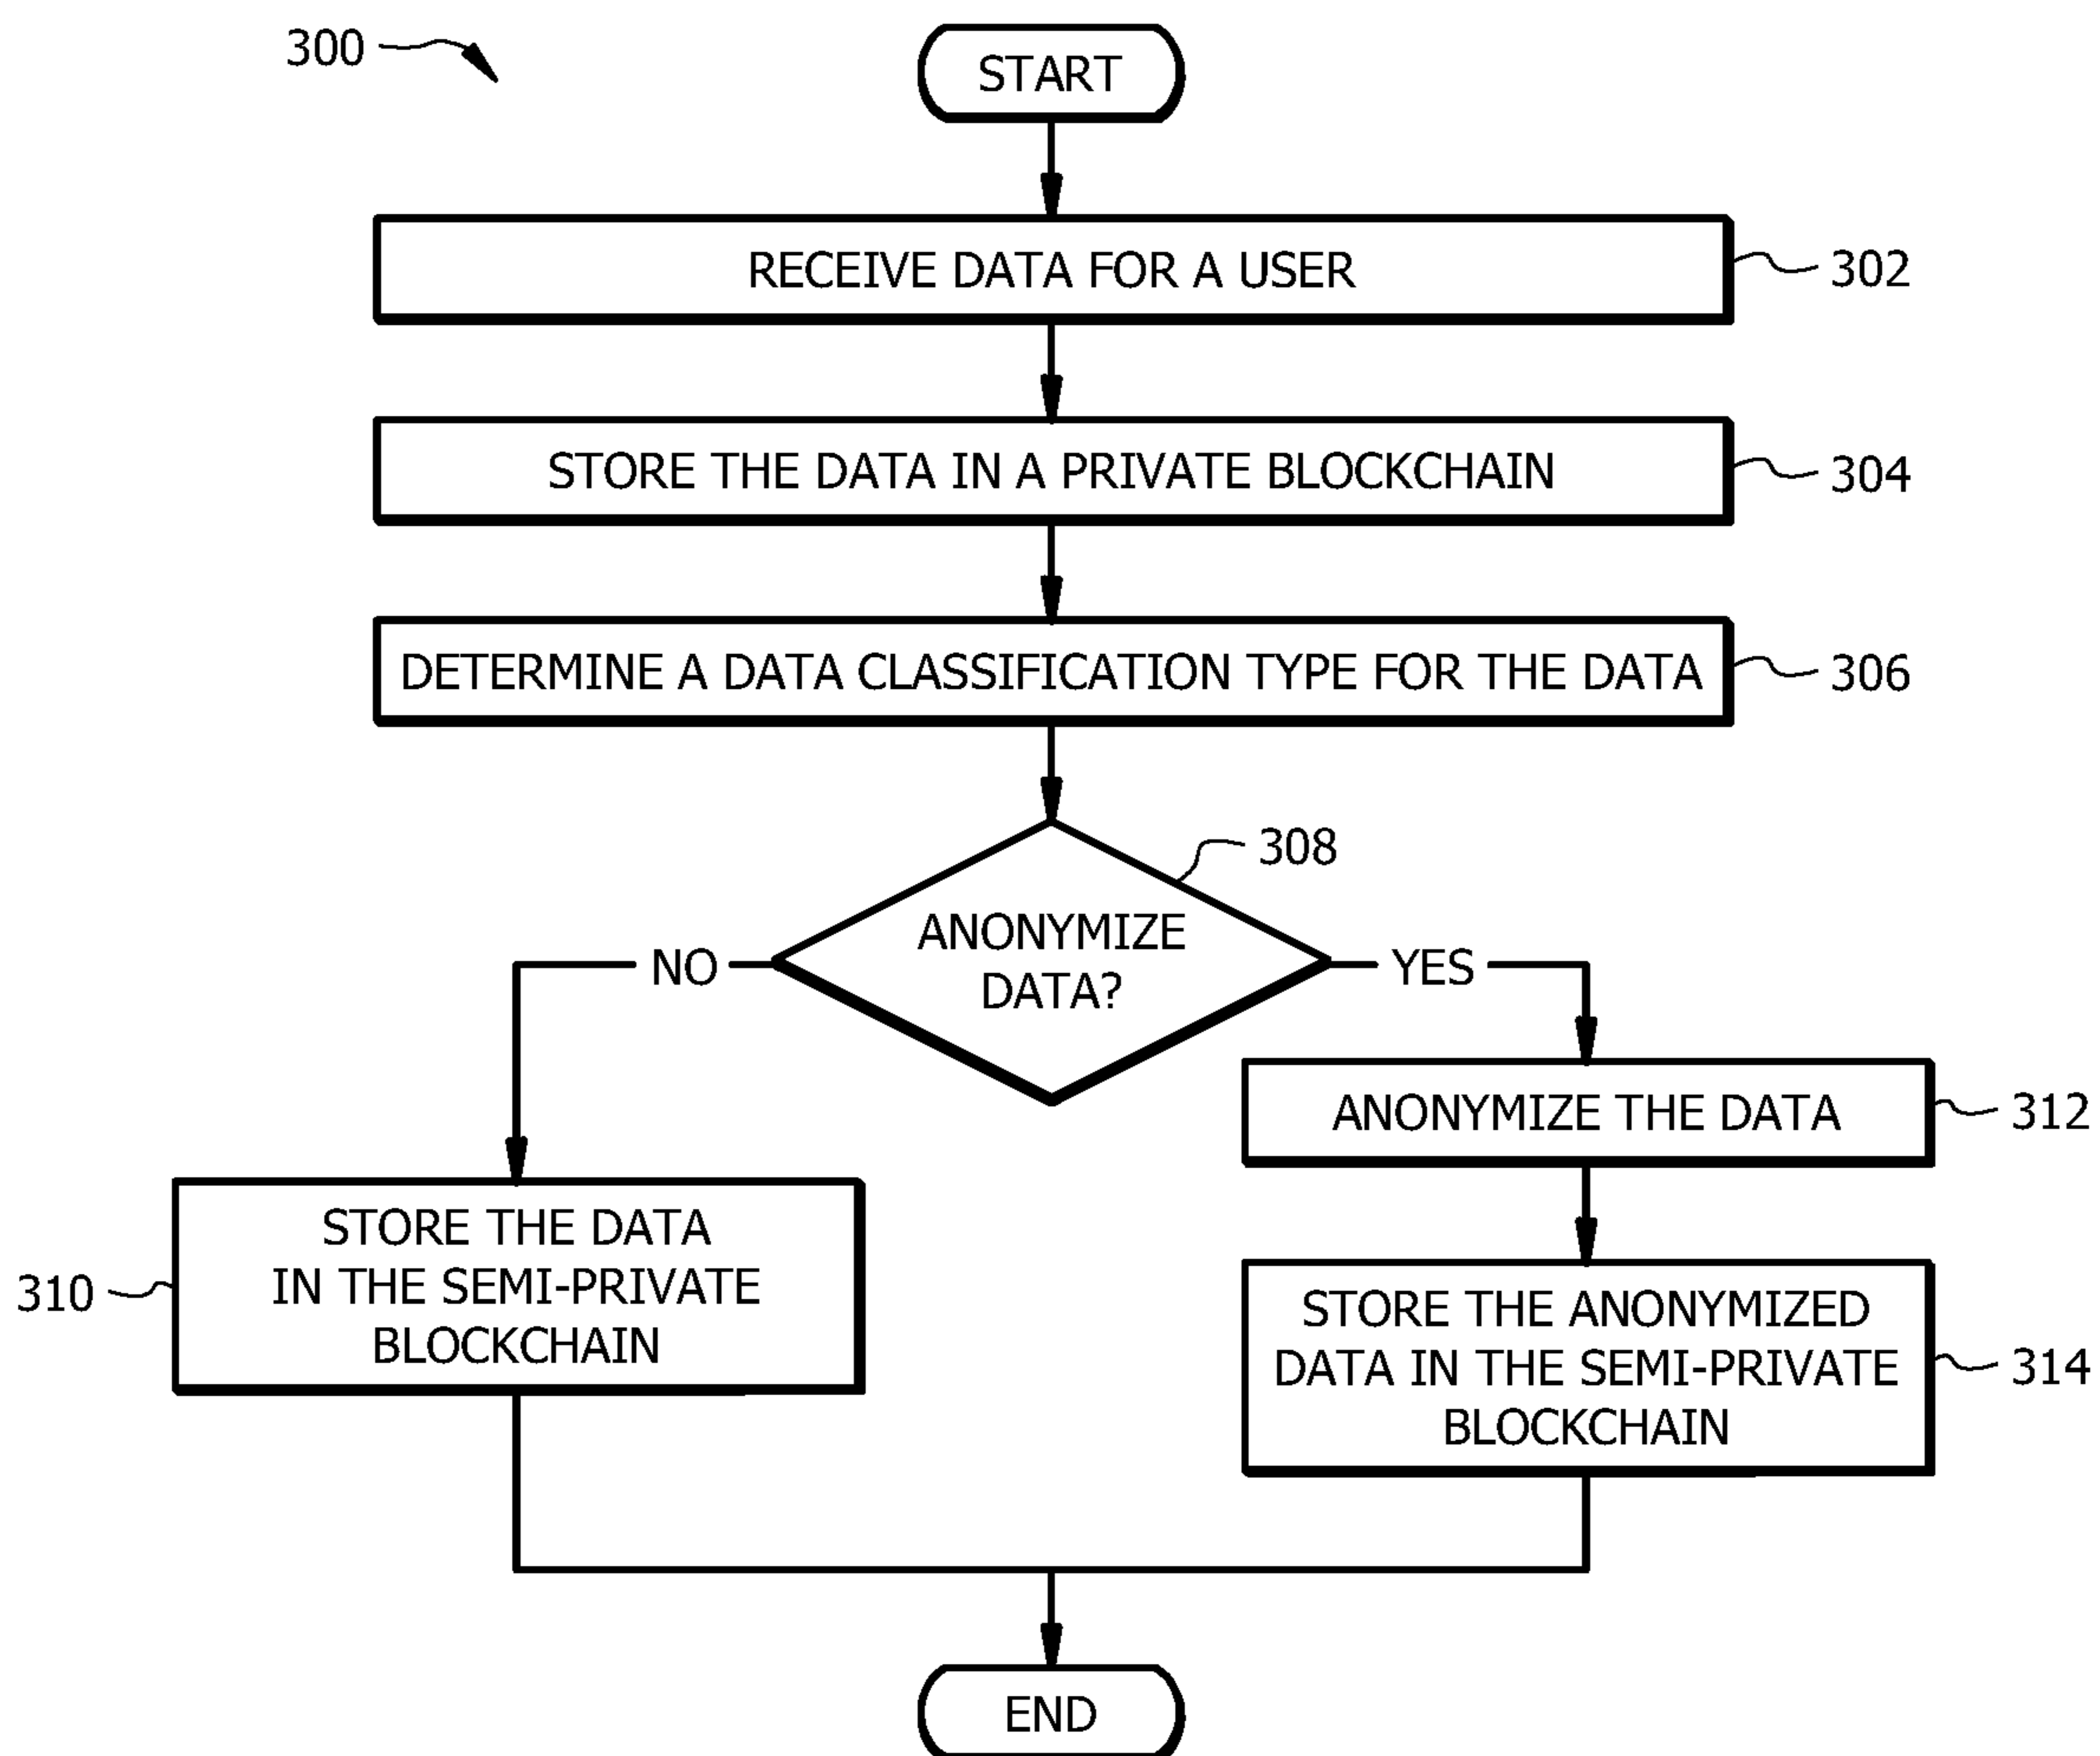 300
START
RECEIVE DATA FOR A USER
302
STORE THE DATA IN A PRIVATE BLOCKCHAIN
304
DETERMINE A DATA CLASSIFICATION TYPE FOR THE DATA
306
308
ANONYMIZE
DATA?
NO
YES
ANONYMIZE THE DATA
312
STORE THE DATA
IN THE SEMI-PRIVATE
BLOCKCHAIN
310
STORE THE ANONYMIZED
DATA IN THE SEMI-PRIVATE
BLOCKCHAIN
314
END